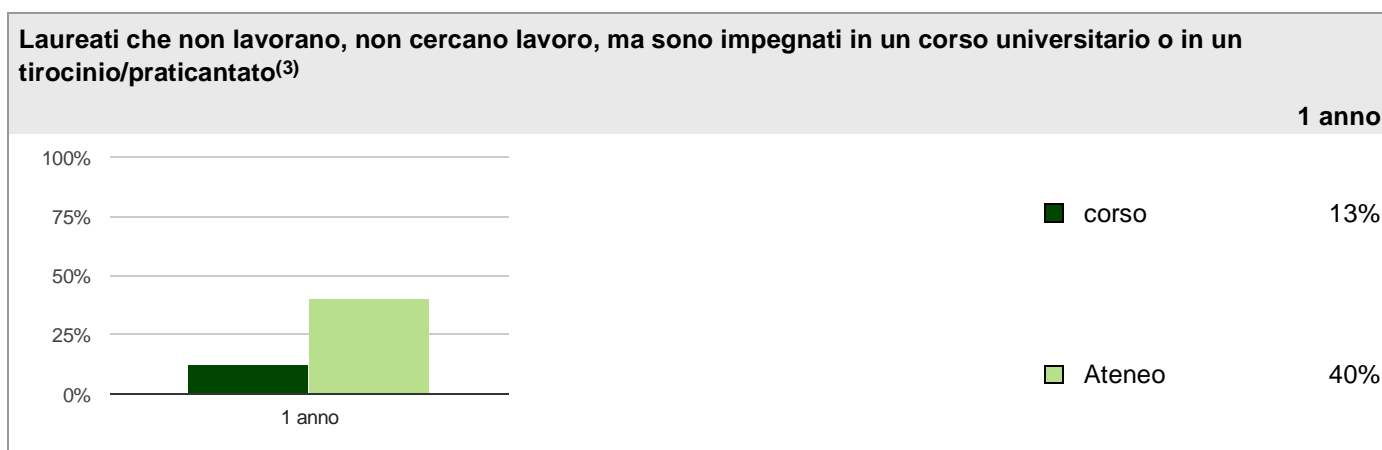 Laureati che non lavorano, non cercano lavoro, ma sono impegnati in un corso universitario o in un
tirocinio/praticantato(3)
1 anno
100%
75%
50%
25%
0%
1 anno
corso 13%
Ateneo 40%